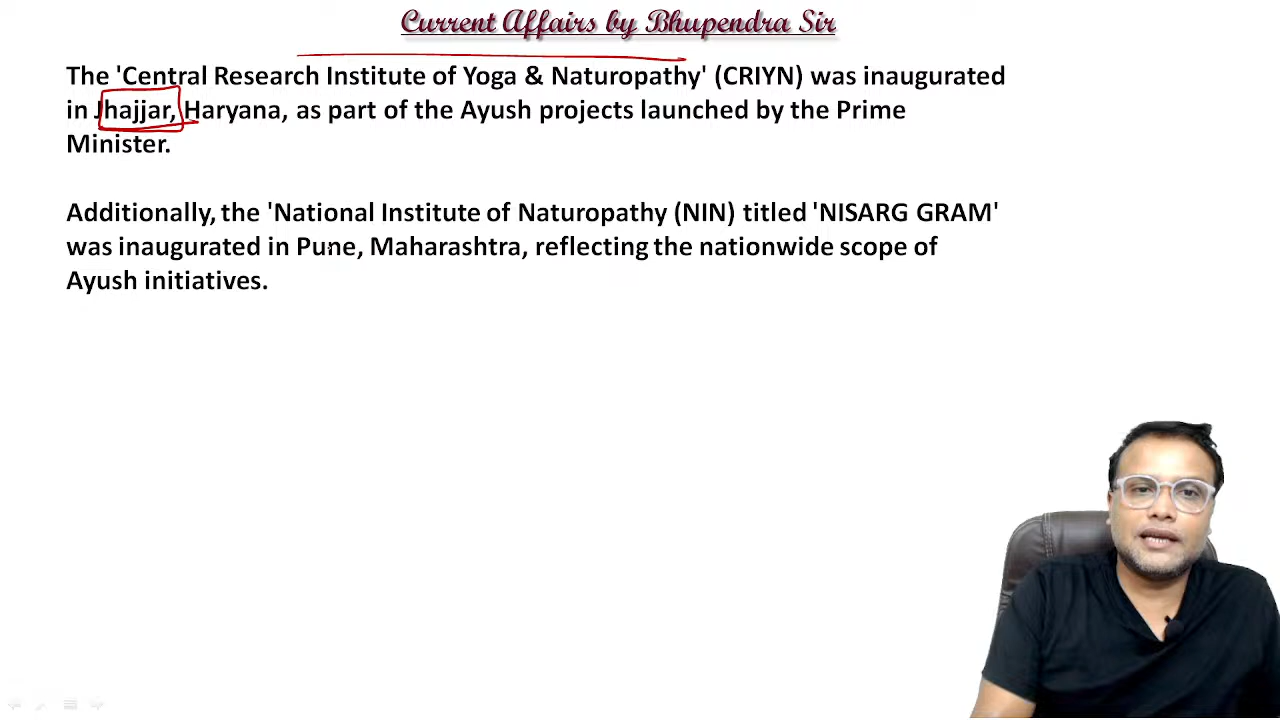 Current Affairs by Bhupendra Sir
The 'Central Research Institute of Yoga & Naturopathy' (CRIYN) was inaugurated
in Jhajjar, Haryana, as part of the Ayush projects launched by the Prime
Minister.
Additionally, the 'National Institute of Naturopathy (NIN) titled 'NISARG GRAM'
was inaugurated in Pune, Maharashtra, reflecting the nationwide scope of
Ayush initiatives.